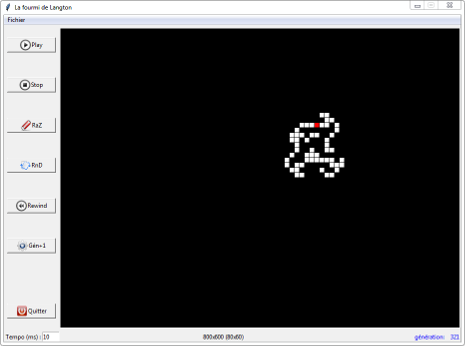 La fourmi de Langton
Fichier
Play
Stop
RaZ
RnD
Rewind
Gén+1
Quitter
Tempo (ms) : 10
800x600 (80x60)
génération: 321